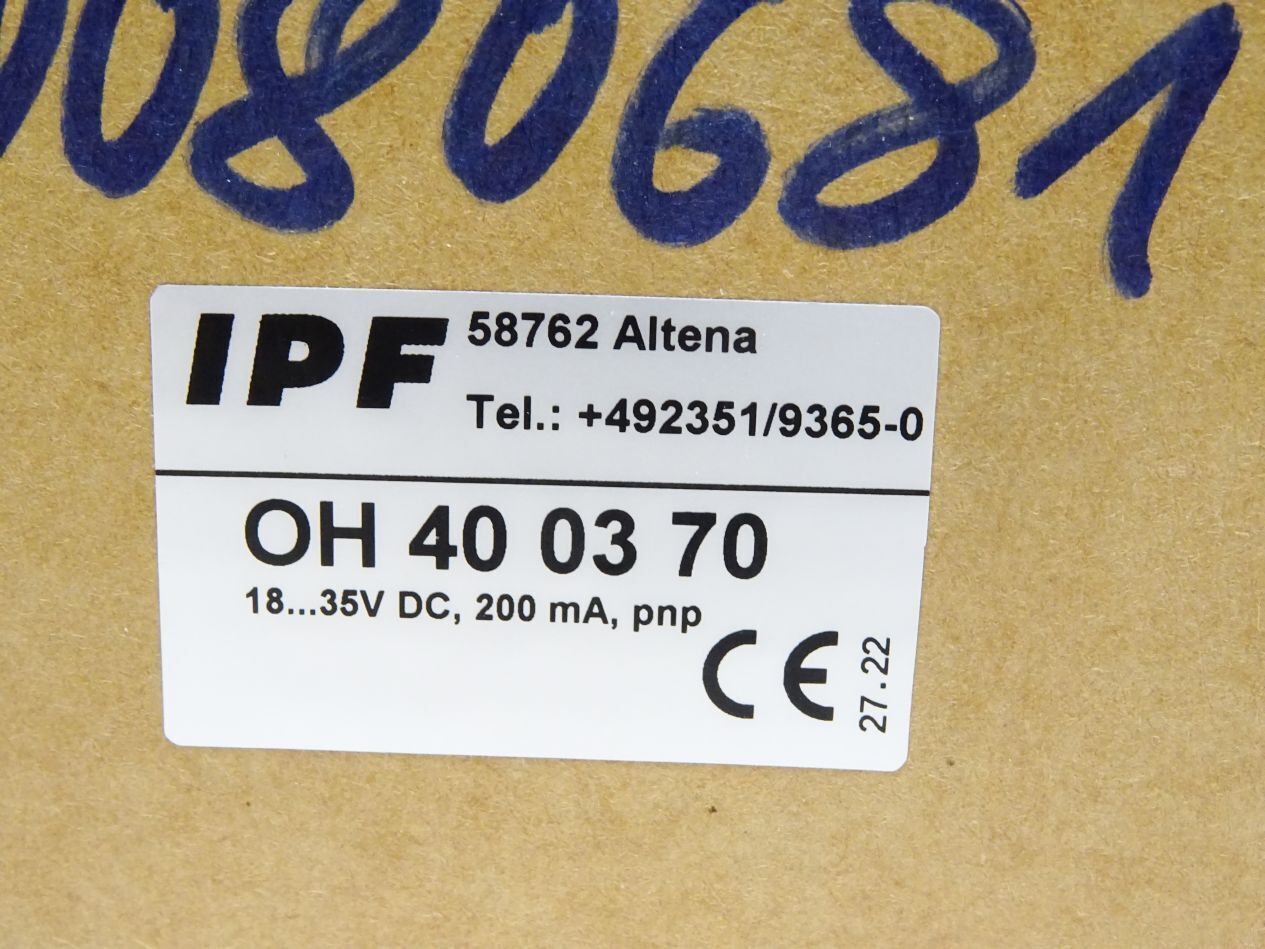 0080681
IPF
58762 Altena
Tel.: +492351/9365-0
OH 40 03 70
18...35V DC, 200 mA, pnp
CE
27.22